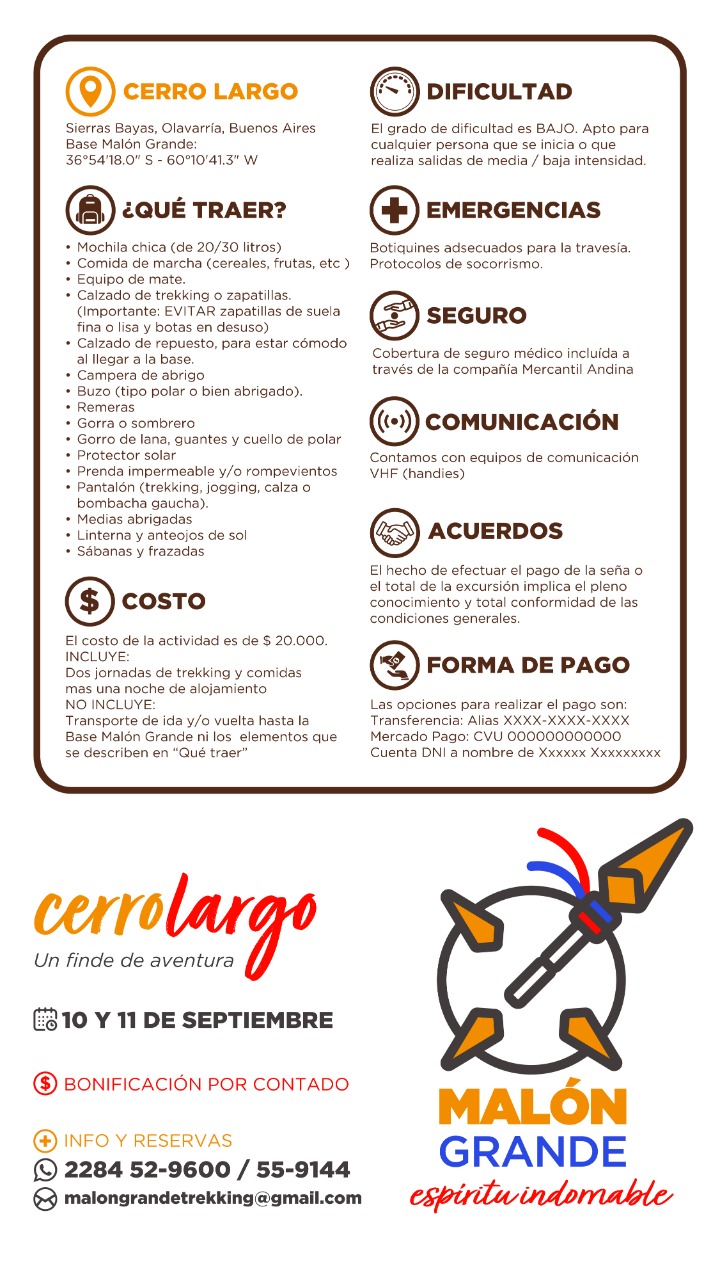 CERRO LARGO
Sierras Bayas, Olavarría, Buenos Aires
Base Malón Grande:
36°54'18.0" S - 60°10'41.3" W
¿QUÉ TRAER?
• Mochila chica (de 20/30 litros)
• Comida de marcha (cereales, frutas, etc )
• Equipo de mate.
• Calzado de trekking o zapatillas.
(Importante: EVITAR zapatillas de suela
fina o lisa y botas en desuso)
• Calzado de repuesto, para estar cómodo
al llegar a la base.
• Campera de abrigo
• Buzo (tipo polar o bien abrigado).
• Remeras
• Gorra o sombrero
• Gorro de lana, guantes y cuello de polar
• Protector solar
• Prenda impermeable y/o rompevientos
• Pantalón (trekking, jogging, calza o
bombacha gaucha).
• Medias abrigadas
• Linterna y anteojos de sol
• Sábanas y frazadas
$ COSTO
El costo de la actividad es de $ 20.000.
INCLUYE:
Dos jornadas de trekking y comidas
mas una noche de alojamiento
NO INCLUYE:
Transporte de ida y/o vuelta hasta la
Base Malón Grande ni los elementos que
se describen en “Qué traer”
DIFICULTAD
El grado de dificultad es BAJO. Apto para
cualquier persona que se inicia o que
realiza salidas de media / baja intensidad.
EMERGENCIAS
Botiquines adsecuados para la travesía.
Protocolos de socorrismo.
SEGURO
Cobertura de seguro médico incluída a
través de la compañía Mercantil Andina
COMUNICACIÓN
Contamos con equipos de comunicación
VHF (handies)
ACUERDOS
El hecho de efectuar el pago de la seña o
el total de la excursión implica el pleno
conocimiento y total conformidad de las
condiciones generales.
FORMA DE PAGO
Las opciones para realizar el pago son:
Transferencia: Alias XXXX-XXXX-XXXX
Mercado Pago: CVU 000000000000
Cuenta DNI a nombre de Xxxxxx Xxxxxxxxx
cerrolargo
Un finde de aventura
10 Y 11 DE SEPTIEMBRE
$ BONIFICACIÓN POR CONTADO
INFO Y RESERVAS
2284 52-9600 / 55-9144
malongrandetrekking@gmail.com
MALÓN
GRANDE
espíritu indomable